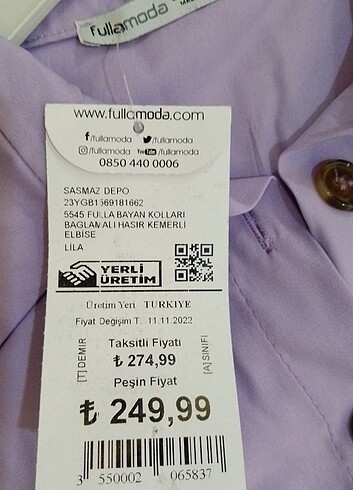 fullamoda
www.fullamoda.com
/fullamoda /fullamoda
/fullamoda YouTube /fullamoda
0850 440 0006
SASMAZ DEPO
23YGB1569181662
5545 FULLA BAYAN KOLLARI
BAGLAMALI HASIR KEMERLI
ELBISE
LILA
YERLİ
ÜRETİM
Üretim Yeri TURKIYE
Fiyat Değişim T. 11.11.2022
[T] DEMIR
[A] SINIFI
Taksitli Fiyatı
₺ 274,99
Peşin Fiyat
₺ 249,99
3 550002 065837